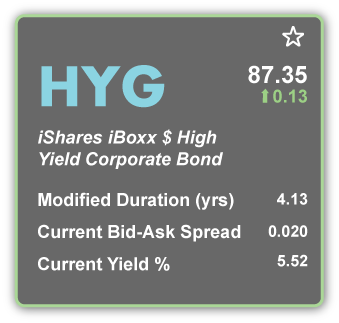 HYG
87.35
0.13
iShares iBoxx $ High
Yield Corporate Bond
Modified Duration (yrs) 4.13
Current Bid-Ask Spread 0.020
Current Yield % 5.52